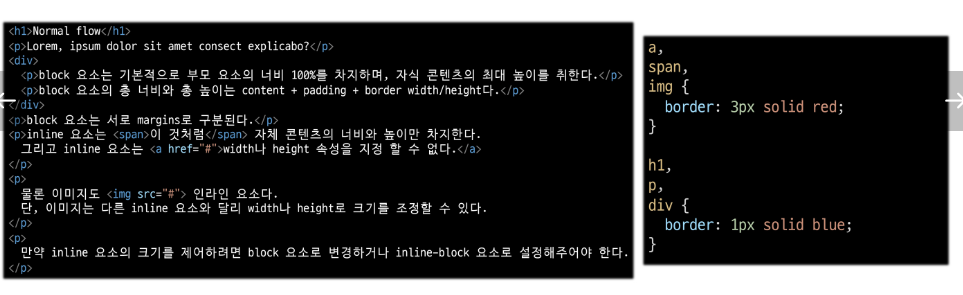 <h1>Normal flow</h1>
<p>Lorem, ipsum dolor sit amet consect explicabo?</p>
<div>
  <p>block 요소는 기본적으로 부모 요소의 너비 100%를 차지하며, 자식 콘텐츠의 최대 높이를 취한다.</p>
  <p>block 요소의 총 너비와 총 높이는 content + padding + border width/height다.</p>
</div>
<p>block 요소는 서로 margins로 구분된다.</p>
<p>inline 요소는 <span>이 것처럼</span> 자체 콘텐츠의 너비와 높이만 차지한다.
  그리고 inline 요소는 <a href="#">width나 height 속성을 지정 할 수 없다.</a>
</p>
<p>
  물론 이미지도 <img src="#"> 인라인 요소다.
  단, 이미지는 다른 inline 요소와 달리 width나 height로 크기를 조정할 수 있다.
</p>
<p>
  만약 inline 요소의 크기를 제어하려면 block 요소로 변경하거나 inline-block 요소로 설정해주어야 한다.
</p>
a,
span,
img {
  border: 3px solid red;
}

h1,
p,
div {
  border: 1px solid blue;
}